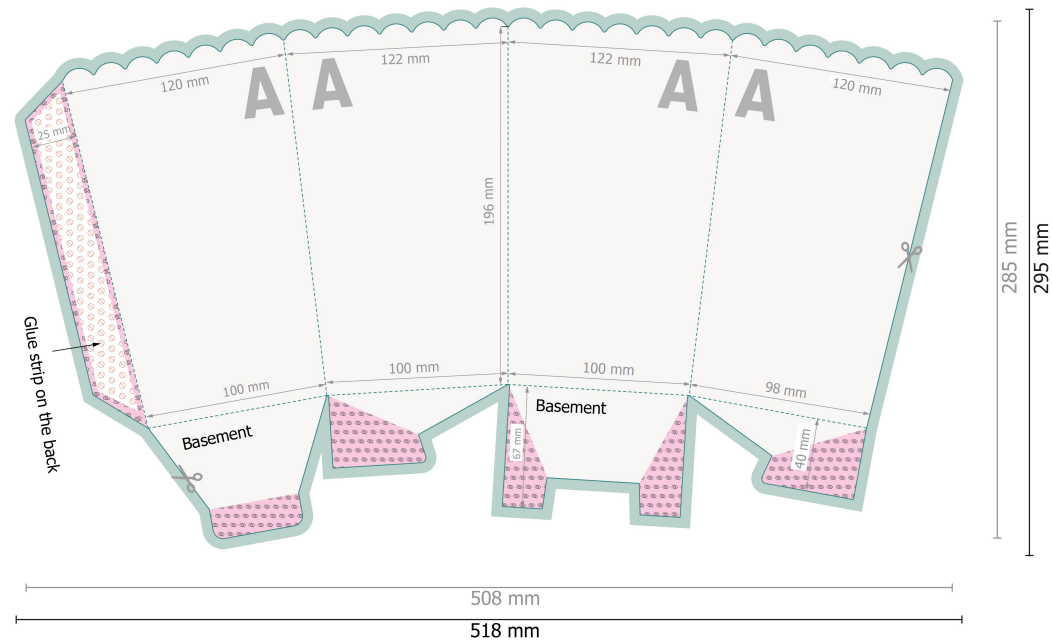 120 mm
A
A
122 mm
122 mm
A
A
120 mm
25 mm
196 mm
285 mm
295 mm
Glue strip on the back
100 mm
100 mm
100 mm
98 mm
Basement
Basement
67 mm
40 mm
508 mm
518 mm